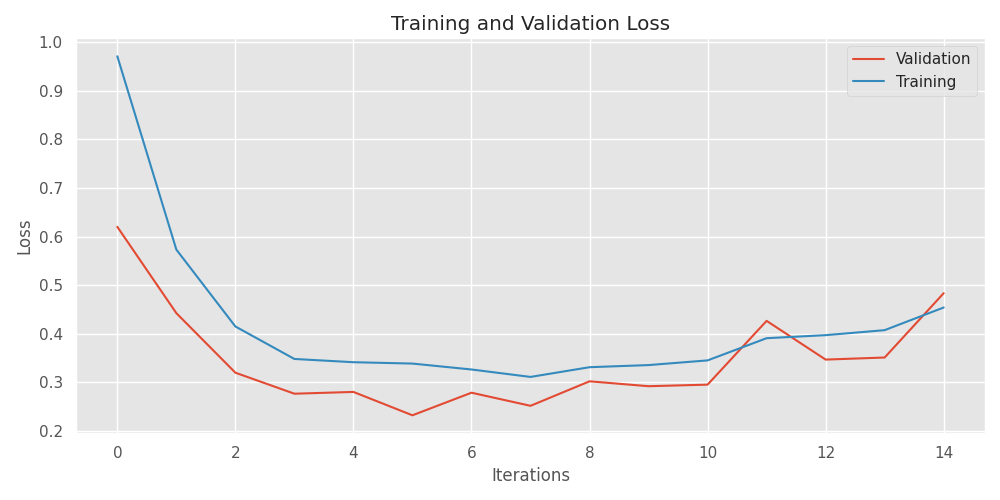 Training and Validation Loss
Validation
Training
1.0
0.9
0.8
0.7
0.6
0.5
0.4
0.3
0.2
Loss
0 2 4 6 8 10 12 14
Iterations